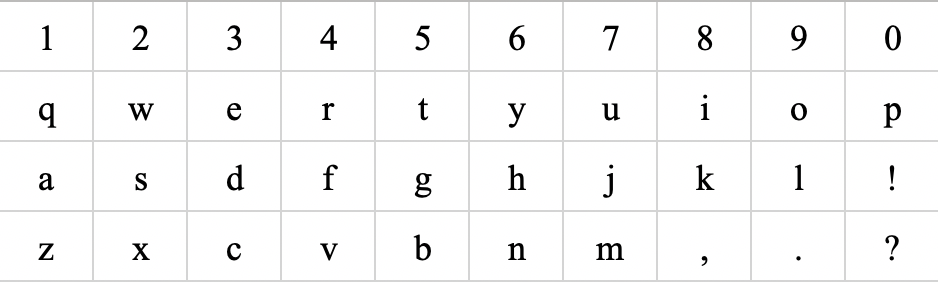 1 2 3 4 5 6 7 8 9 0
q w e r t y u i o p
a s d f g h j k l !
z x c v b n m , . ?